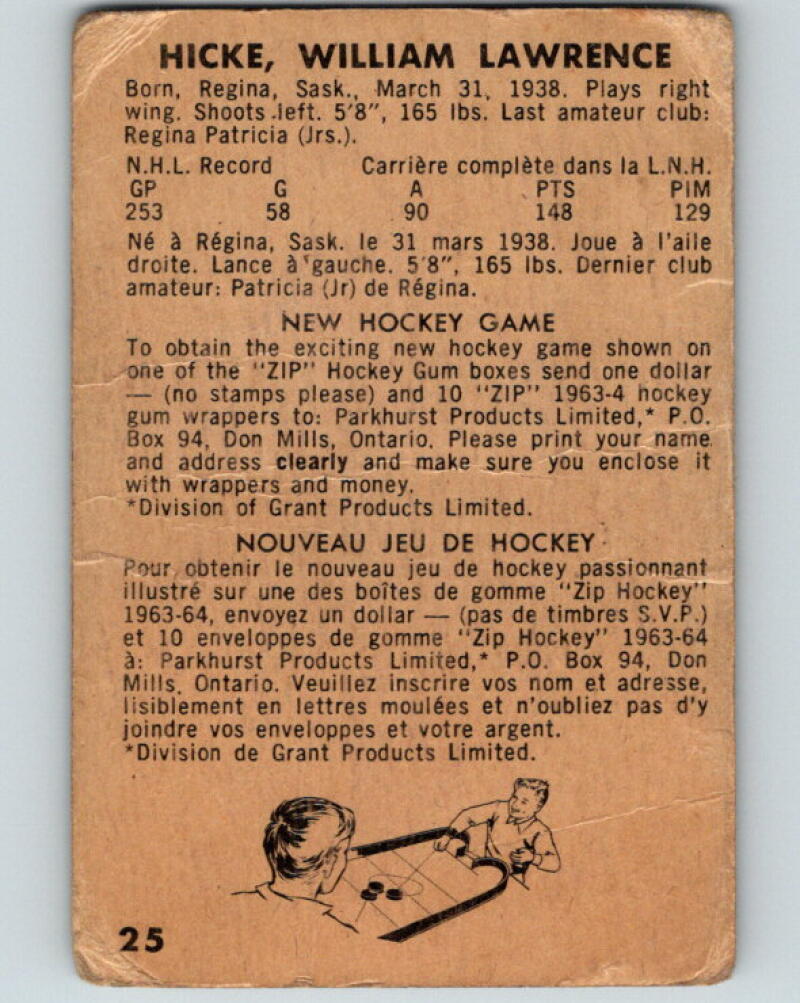 HICKE, WILLIAM LAWRENCE
Born, Regina, Sask., March 31, 1938. Plays right
wing. Shoots left. 5'8", 165 lbs. Last amateur club:
Regina Patricia (Jrs.).
N.H.L. Record Carrière complète dans la L.N.H.
GP G A PTS PIM
253 58 90 148 129
Né à Régina, Sask. le 31 mars 1938. Joue à l'aile
droite. Lance à gauche. 5'8", 165 lbs. Dernier club
amateur: Patricia (Jr) de Régina.
NEW HOCKEY GAME
To obtain the exciting new hockey game shown on
one of the "ZIP" Hockey Gum boxes send one dollar
— (no stamps please) and 10 "ZIP" 1963-4 hockey
gum wrappers to: Parkhurst Products Limited,* P.O.
Box 94, Don Mills, Ontario. Please print your name
and address clearly and make sure you enclose it
with wrappers and money.
*Division of Grant Products Limited.
NOUVEAU JEU DE HOCKEY
Pour obtenir le nouveau jeu de hockey passionnant
illustré sur une des boîtes de gomme "Zip Hockey"
1963-64, envoyez un dollar — (pas de timbres S.V.P.)
et 10 enveloppes de gomme "Zip Hockey" 1963-64
à: Parkhurst Products Limited,* P.O. Box 94, Don
Mills, Ontario. Veuillez inscrire vos nom et adresse,
lisiblement en lettres moulées et n'oubliez pas d'y
joindre vos enveloppes et votre argent.
*Division de Grant Products Limited.
25